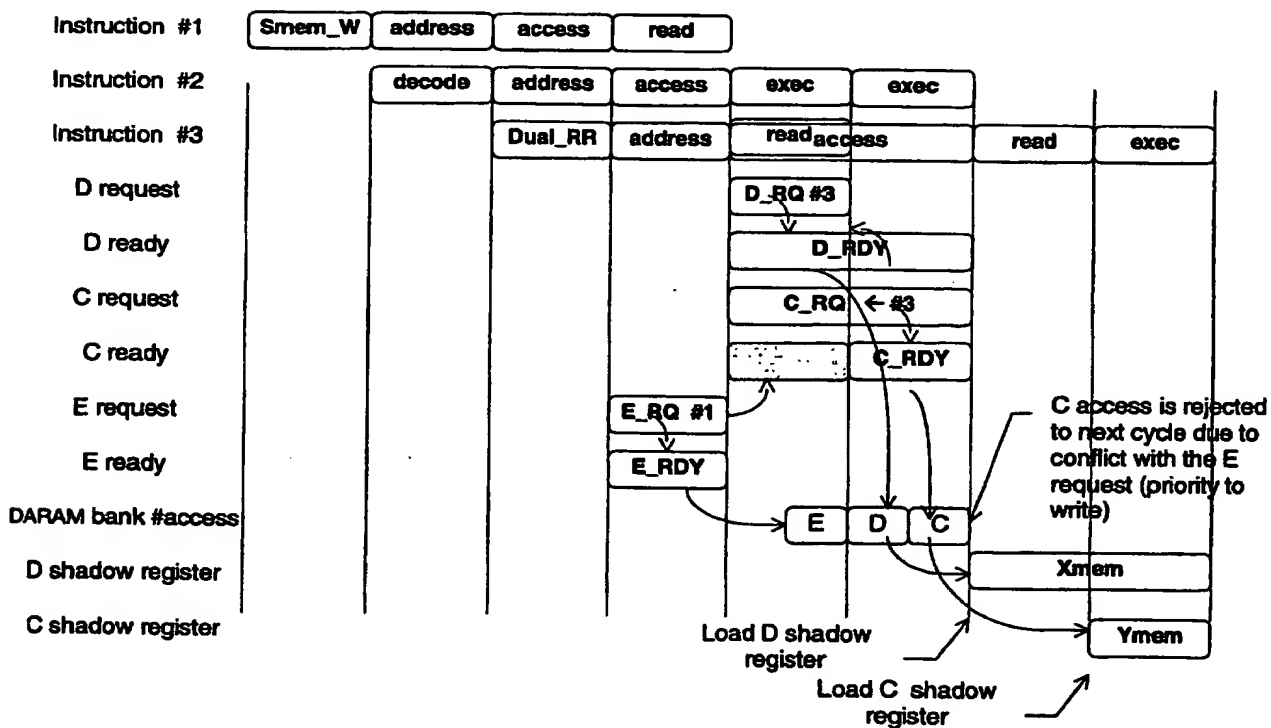 Instruction #1 Smem_W address access read
Instruction #2 decode address access exec exec
Instruction #3 Dual_RR address read access read exec
D request D_RQ #3
D ready D_RDY
C request C_RQ ← #3
C ready C_RDY
E request E_RQ #1
E ready E_RDY
C access is rejected
to next cycle due to
conflict with the E
request (priority to
write)
DARAM bank #access E D C
D shadow register Xmem
C shadow register Ymem
Load D shadow
register
Load C shadow
register